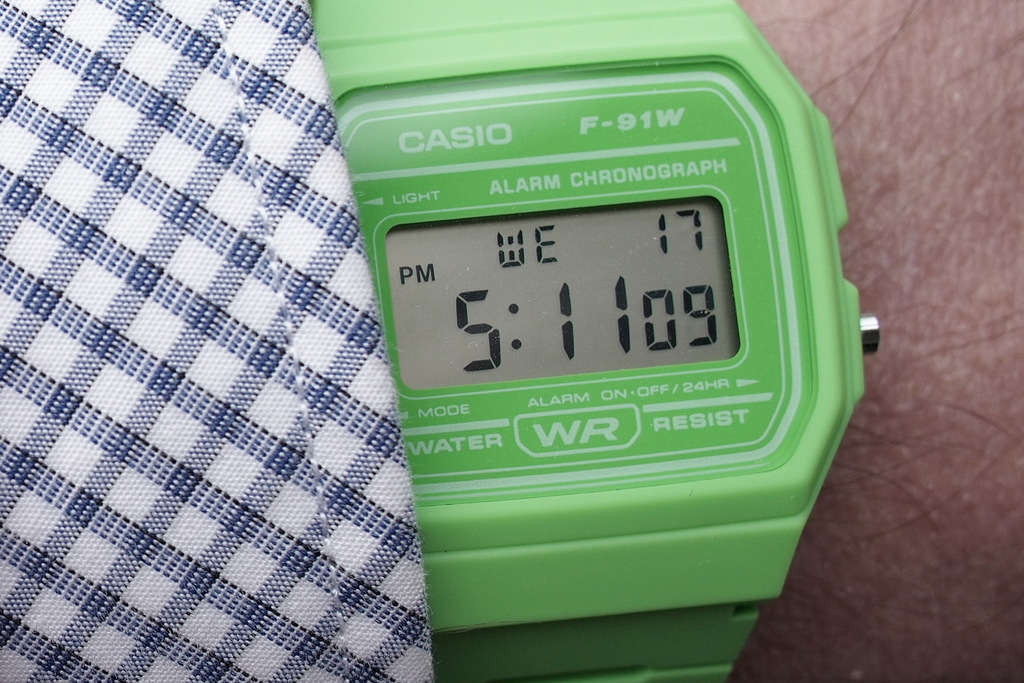 CASIO F-91W
ALARM CHRONOGRAPH
LIGHT
WE 17
PM
5:11 09
ALARM ON·OFF/24HR
MODE
WATER WR RESIST